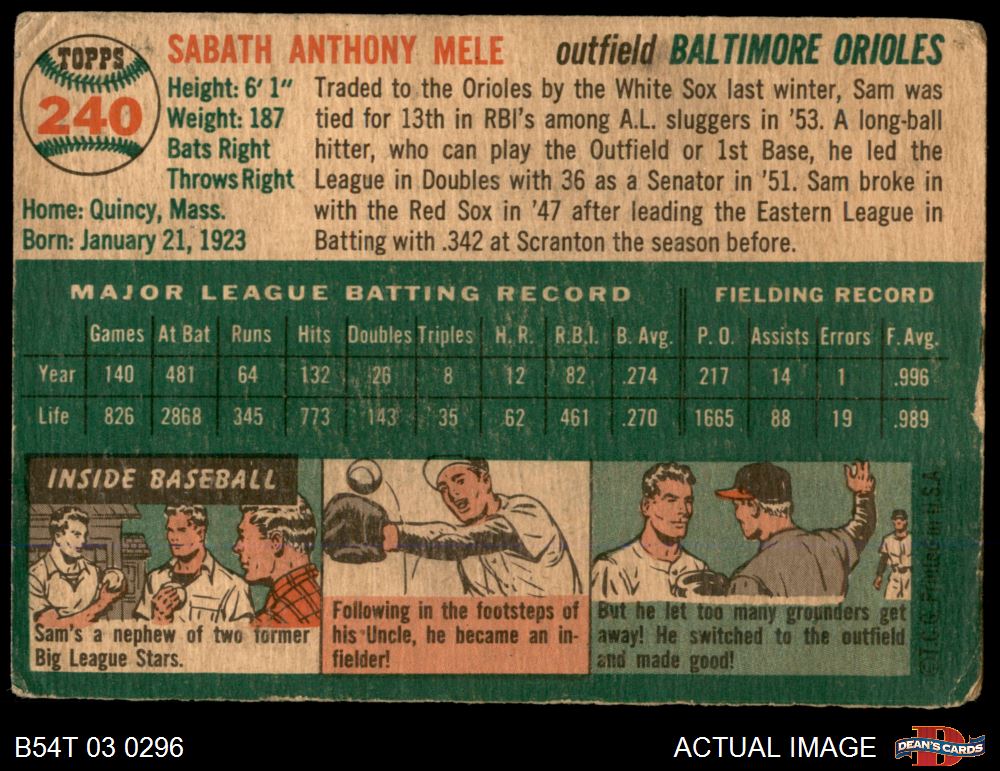 TOPPS
240
SABATH ANTHONY MELE outfield BALTIMORE ORIOLES
Height: 6' 1"
Weight: 187
Bats Right
Throws Right
Home: Quincy, Mass.
Born: January 21, 1923
Traded to the Orioles by the White Sox last winter, Sam was
tied for 13th in RBI's among A.L. sluggers in '53. A long-ball
hitter, who can play the Outfield or 1st Base, he led the
League in Doubles with 36 as a Senator in '51. Sam broke in
with the Red Sox in '47 after leading the Eastern League in
Batting with .342 at Scranton the season before.
MAJOR LEAGUE BATTING RECORD FIELDING RECORD
Games At Bat Runs Hits Doubles Triples H. R. R.B.I. B. Avg. P. O. Assists Errors F. Avg.
Year 140 481 64 132 26 8 12 82 .274 217 14 1 .996
Life 826 2868 345 773 143 35 62 461 .270 1665 88 19 .989
INSIDE BASEBALL
Sam's a nephew of two former
Big League Stars.
Following in the footsteps of
his Uncle, he became an in-
fielder!
But he let too many grounders get
away! He switched to the outfield
and made good!
©T.C.G. Printed in U.S.A.
B54T 03 0296
ACTUAL IMAGE
DEAN'S CARDS